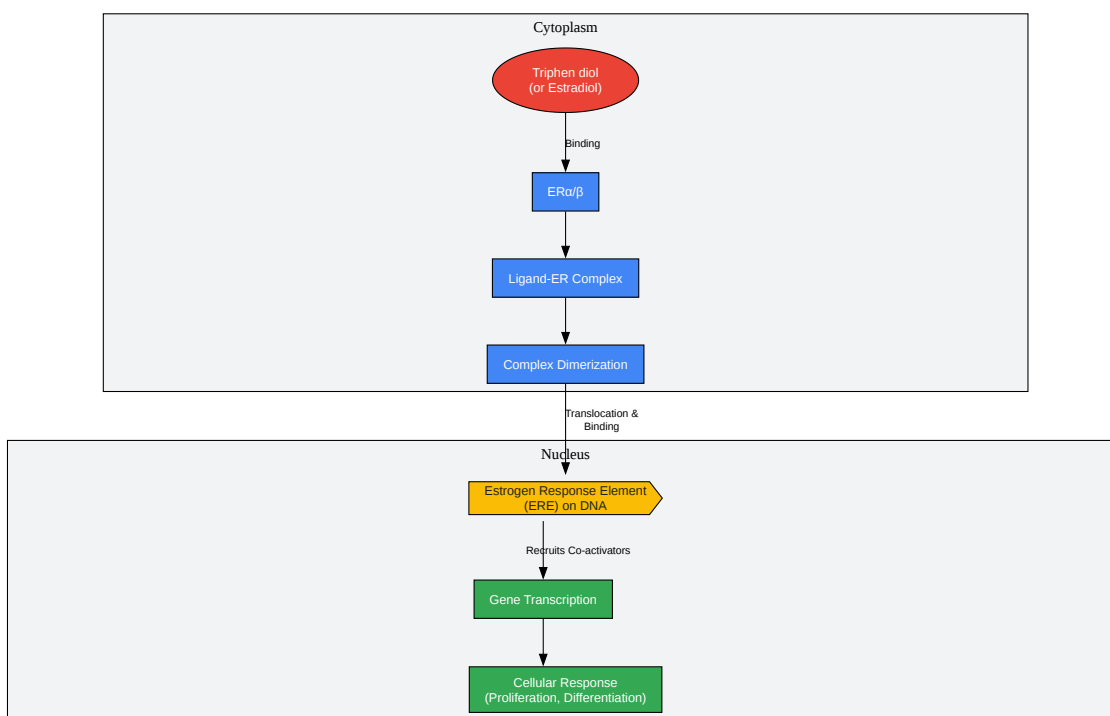 Cytoplasm
Triphen diol
(or Estradiol)
Binding
ERα/β
Ligand-ER Complex
Complex Dimerization
Translocation &
Binding
Nucleus
Estrogen Response Element
(ERE) on DNA
Recruits Co-activators
Gene Transcription
Cellular Response
(Proliferation, Differentiation)